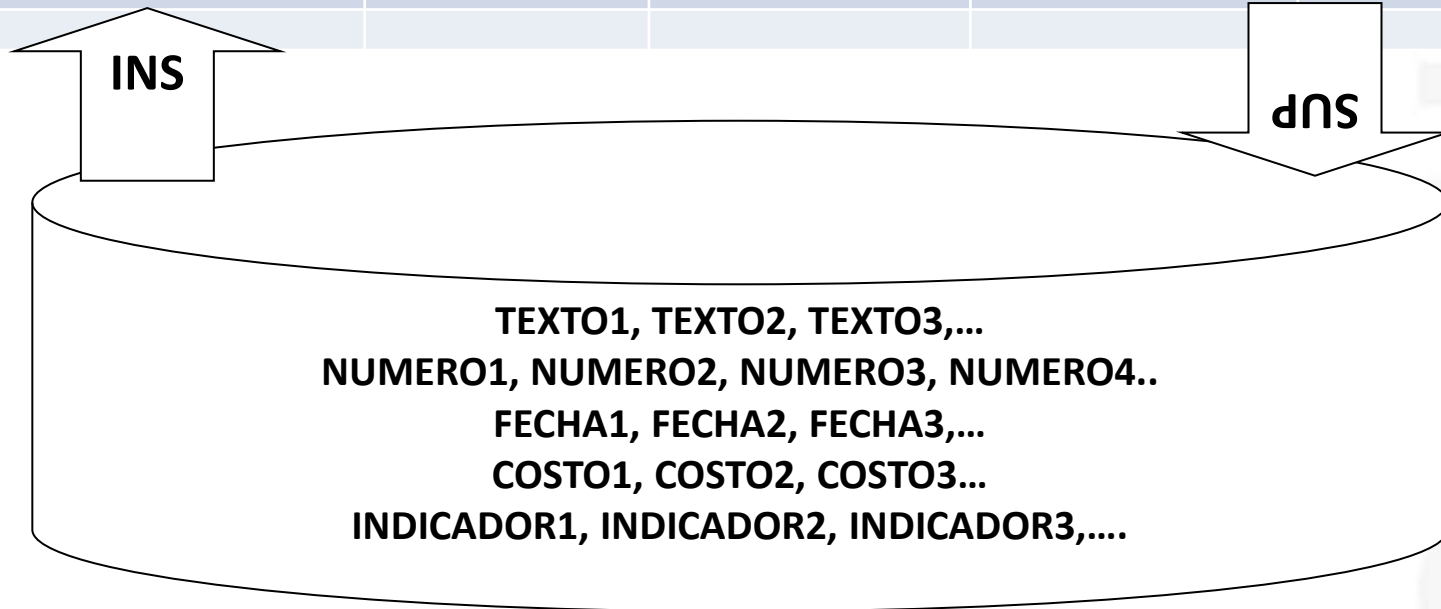 INS
SUP
TEXTO1, TEXTO2, TEXTO3,…
NUMERO1, NUMERO2, NUMERO3, NUMERO4..
FECHA1, FECHA2, FECHA3,…
COSTO1, COSTO2, COSTO3…
INDICADOR1, INDICADOR2, INDICADOR3,….